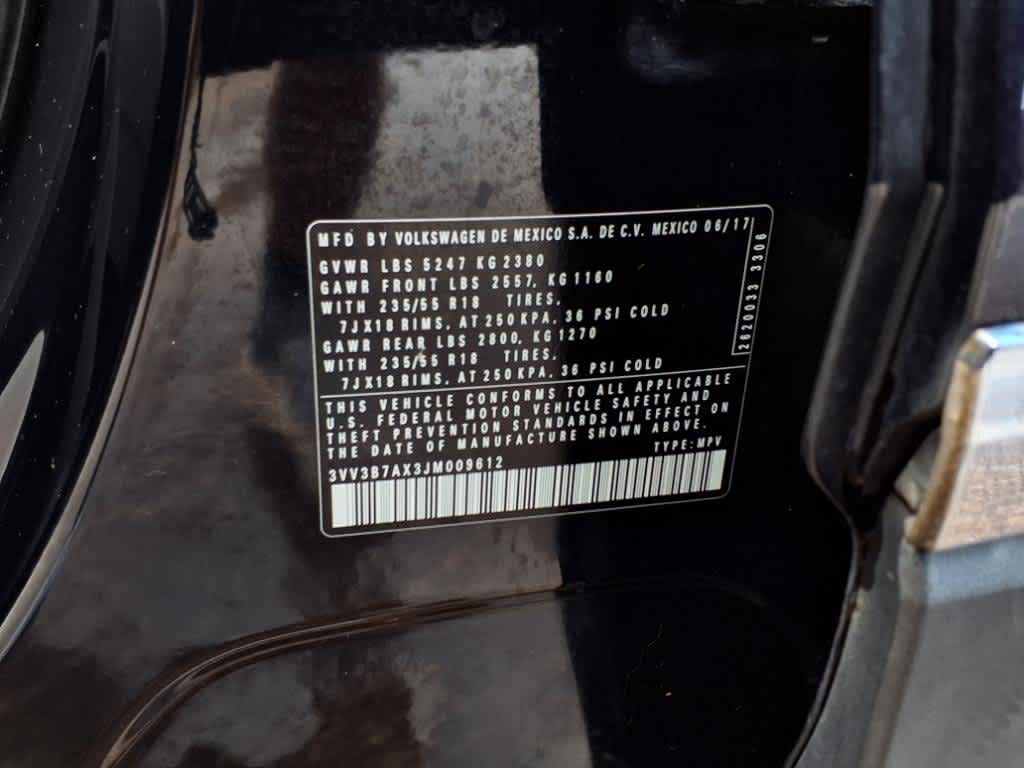 MFD BY VOLKSWAGEN DE MEXICO S.A. DE C.V. MEXICO 06/17
GVWR LBS 5247 KG 2380
GAWR FRONT LBS 2557, KG 1160
WITH 235/55 R18 TIRES,
7JX18 RIMS, AT 250 KPA, 36 PSI COLD
GAWR REAR LBS 2800, KG 1270
WITH 235/55 R18 TIRES,
7JX18 RIMS, AT 250 KPA, 36 PSI COLD
2620033 3306
THIS VEHICLE CONFORMS TO ALL APPLICABLE
U.S. FEDERAL MOTOR VEHICLE SAFETY AND
THEFT PREVENTION STANDARDS IN EFFECT ON
THE DATE OF MANUFACTURE SHOWN ABOVE.
TYPE: MPV
3VV3B7AX3JM009612